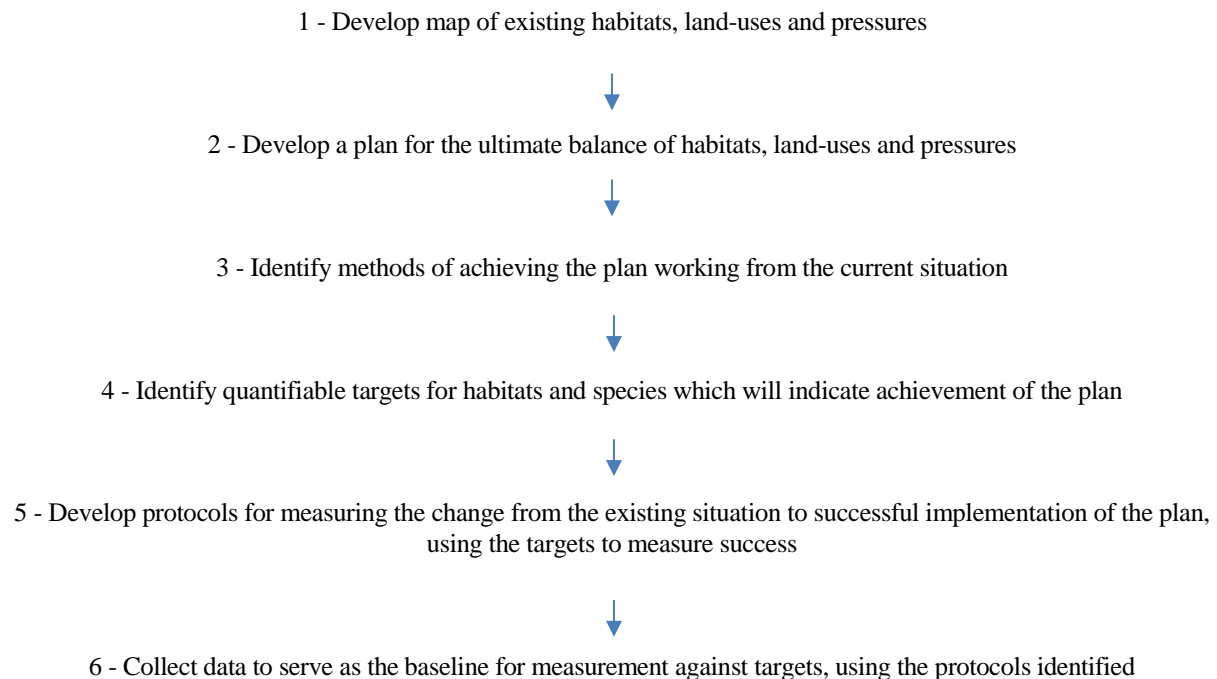 1 - Develop map of existing habitats, land-uses and pressures
2 - Develop a plan for the ultimate balance of habitats, land-uses and pressures
3 - Identify methods of achieving the plan working from the current situation
4 - Identify quantifiable targets for habitats and species which will indicate achievement of the plan
5 - Develop protocols for measuring the change from the existing situation to successful implementation of the plan,
using the targets to measure success
6 - Collect data to serve as the baseline for measurement against targets, using the protocols identified